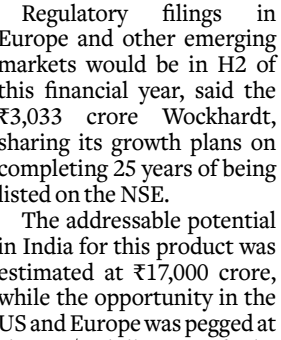 Regulatory filings in
Europe and other emerging
markets would be in H2 of
this financial year, said the
₹3,033 crore Wockhardt,
sharing its growth plans on
completing 25 years of being
listed on the NSE.
The addressable potential
in India for this product was
estimated at ₹17,000 crore,
while the opportunity in the
US and Europe was pegged at